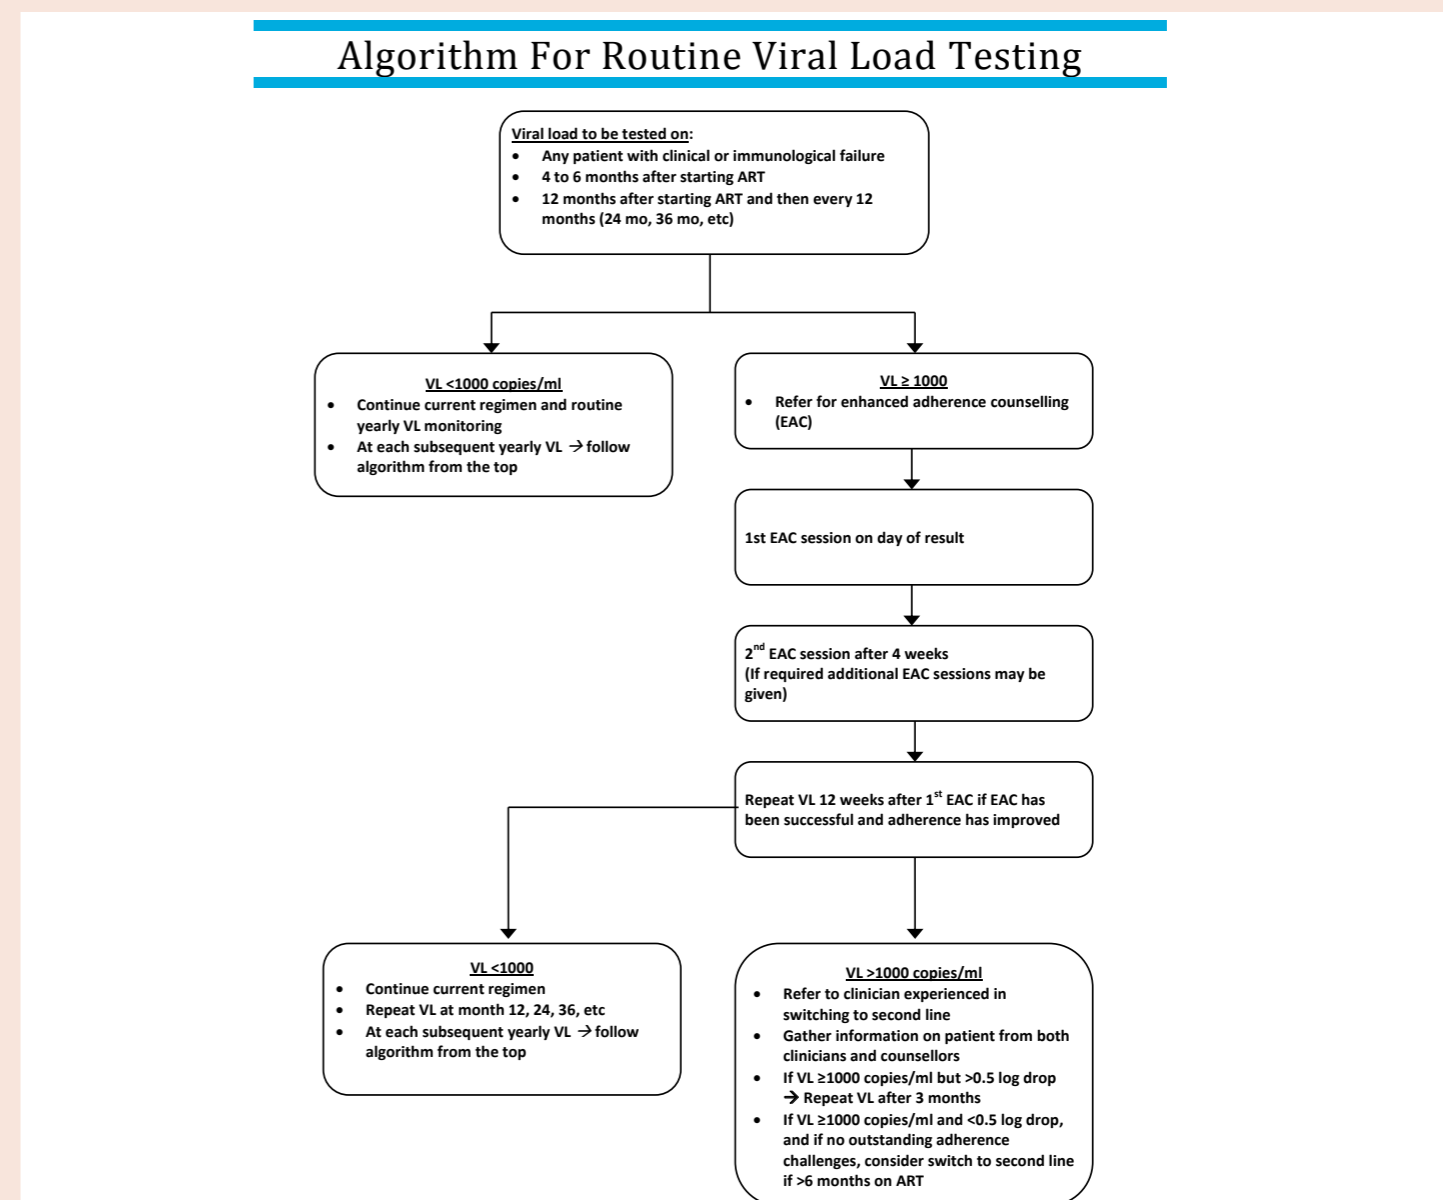 Algorithm For Routine Viral Load Testing
Viral load to be tested on:
• Any patient with clinical or immunological failure
• 4 to 6 months after starting ART
• 12 months after starting ART and then every 12
months (24 mo, 36 mo, etc)
VL <1000 copies/ml
• Continue current regimen and routine
yearly VL monitoring
• At each subsequent yearly VL → follow
algorithm from the top
VL ≥ 1000
• Refer for enhanced adherence counselling
(EAC)
1st EAC session on day of result
2nd EAC session after 4 weeks
(If required additional EAC sessions may be
given)
Repeat VL 12 weeks after 1st EAC if EAC has
been successful and adherence has improved
VL <1000
• Continue current regimen
• Repeat VL at month 12, 24, 36, etc
• At each subsequent yearly VL → follow
algorithm from the top
VL >1000 copies/ml
• Refer to clinician experienced in
switching to second line
• Gather information on patient from both
clinicians and counsellors
• If VL ≥1000 copies/ml but >0.5 log drop
→ Repeat VL after 3 months
• If VL ≥1000 copies/ml and <0.5 log drop,
and if no outstanding adherence
challenges, consider switch to second line
if >6 months on ART